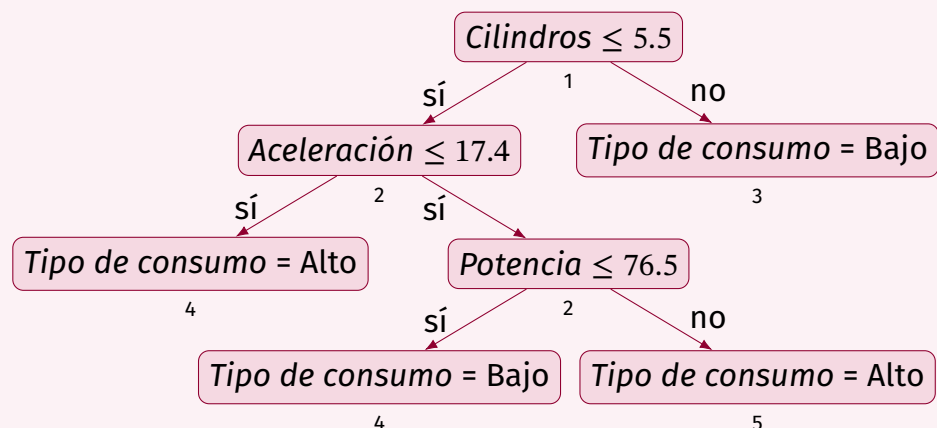 Cilindros ≤ 5.5
1
sí
no
Aceleración ≤ 17.4
Tipo de consumo = Bajo
2
3
sí
sí
Tipo de consumo = Alto
Potencia ≤ 76.5
4
2
sí
no
Tipo de consumo = Bajo
Tipo de consumo = Alto
4
5